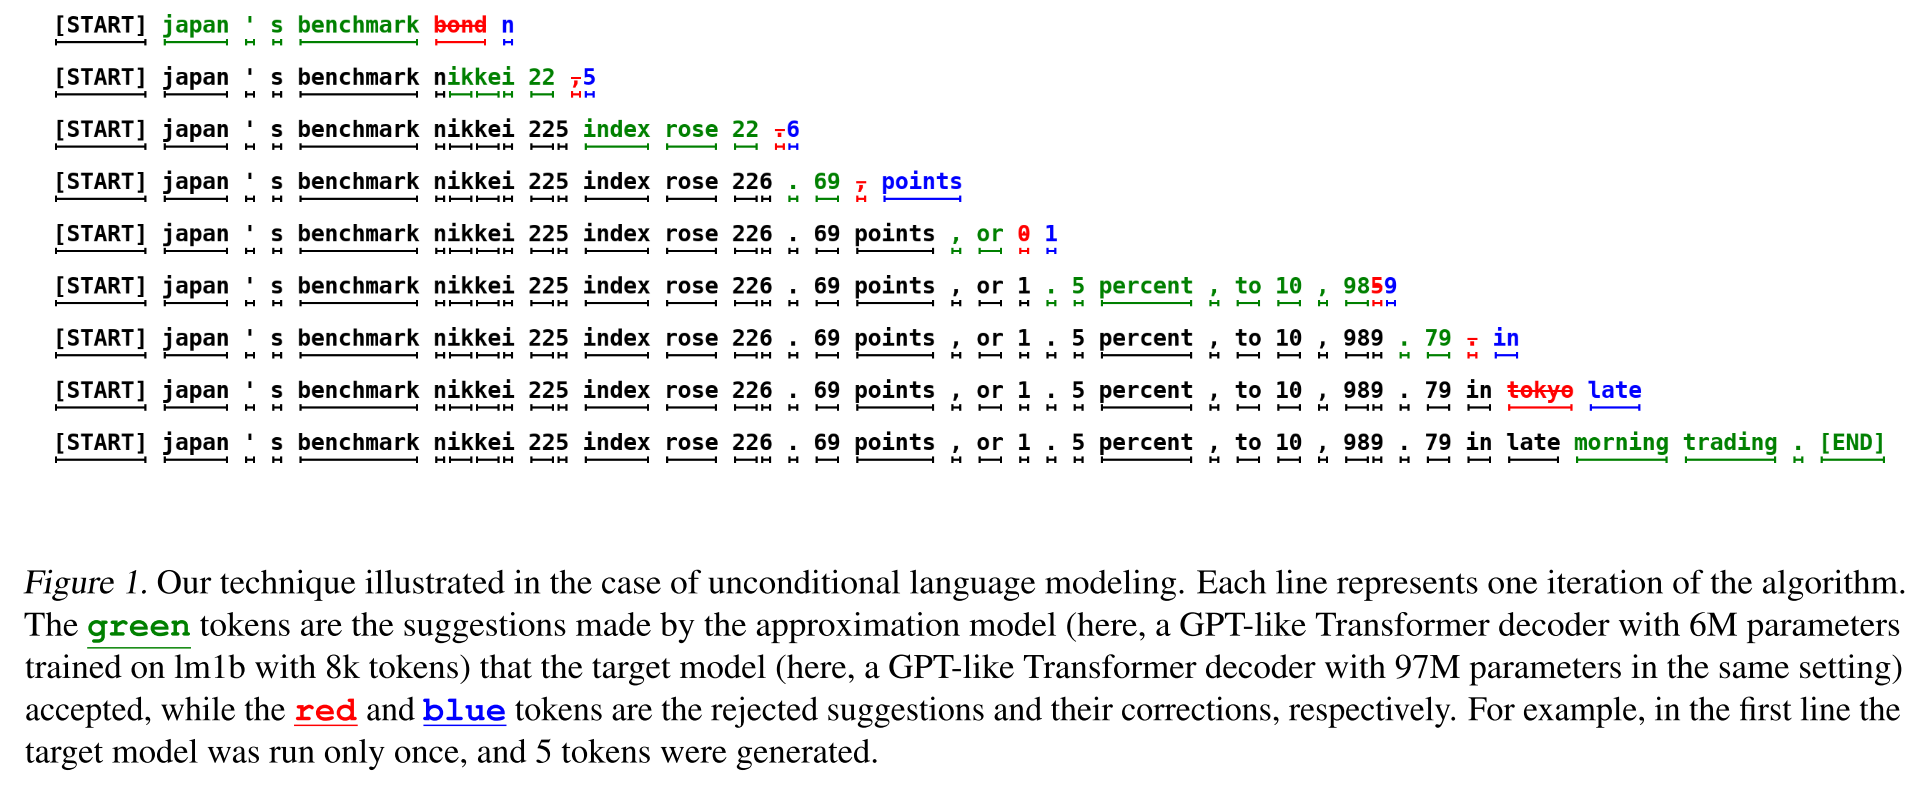 [START] japan ' s benchmark bond n
[START] japan ' s benchmark nikkei 22 ,5
[START] japan ' s benchmark nikkei 225 index rose 22 .6
[START] japan ' s benchmark nikkei 225 index rose 226 . 69 , points
[START] japan ' s benchmark nikkei 225 index rose 226 . 69 points , or 0 1
[START] japan ' s benchmark nikkei 225 index rose 226 . 69 points , or 1 . 5 percent , to 10 , 9859
[START] japan ' s benchmark nikkei 225 index rose 226 . 69 points , or 1 . 5 percent , to 10 , 989 . 79 . in
[START] japan ' s benchmark nikkei 225 index rose 226 . 69 points , or 1 . 5 percent , to 10 , 989 . 79 in tokyo late
[START] japan ' s benchmark nikkei 225 index rose 226 . 69 points , or 1 . 5 percent , to 10 , 989 . 79 in late morning trading . [END]
Figure 1. Our technique illustrated in the case of unconditional language modeling. Each line represents one iteration of the algorithm.
The green tokens are the suggestions made by the approximation model (here, a GPT-like Transformer decoder with 6M parameters
trained on lm1b with 8k tokens) that the target model (here, a GPT-like Transformer decoder with 97M parameters in the same setting)
accepted, while the red and blue tokens are the rejected suggestions and their corrections, respectively. For example, in the first line the
target model was run only once, and 5 tokens were generated.